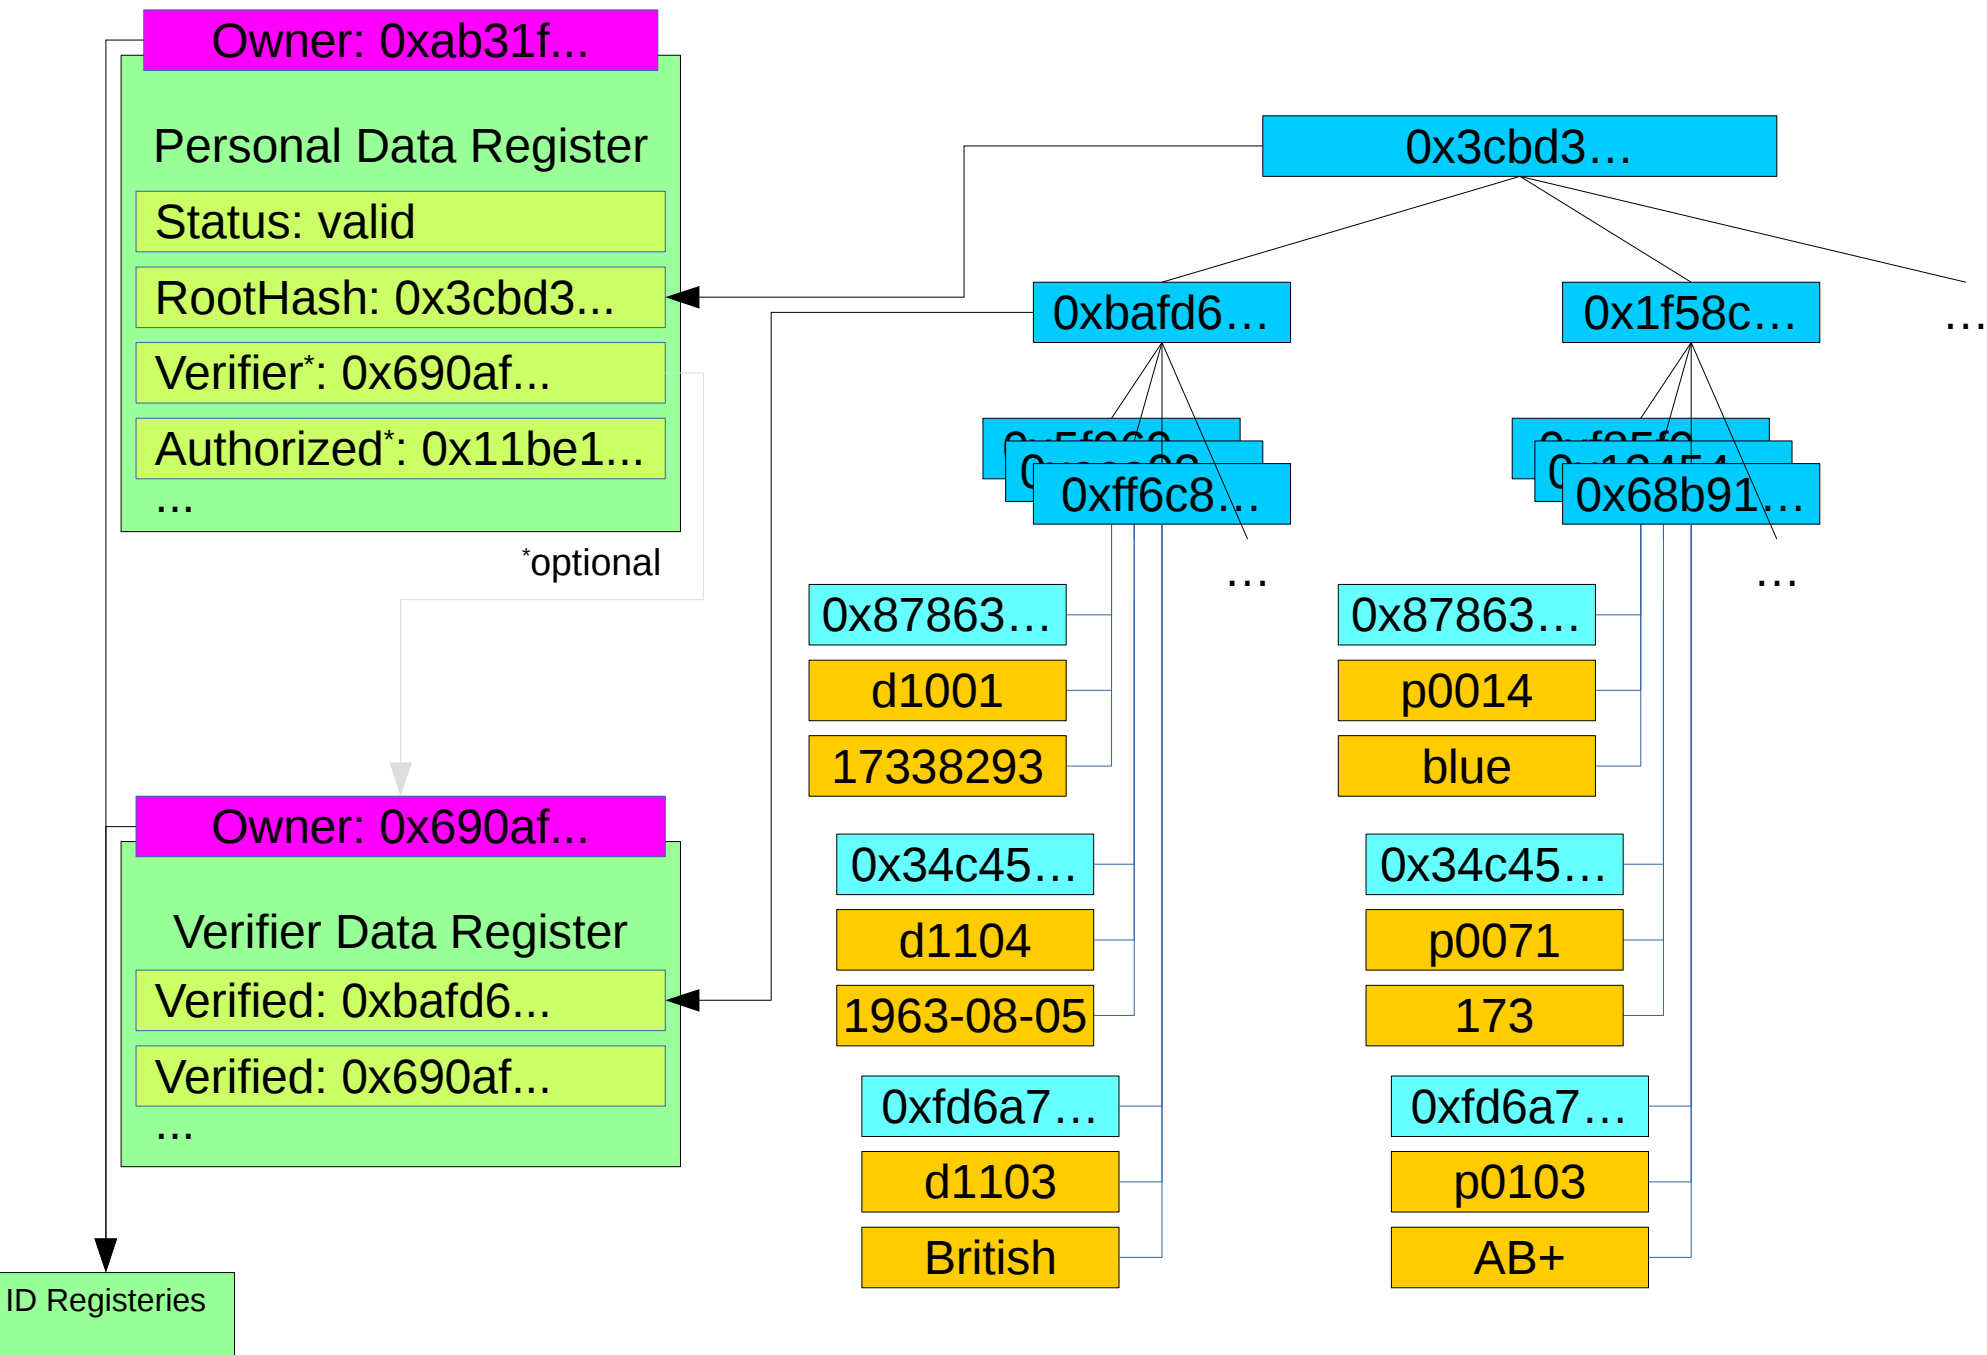 Owner: 0xab31f...
Personal Data Register
Status: valid
RootHash: 0x3cbd3...
Verifier*: 0x690af...
Authorized*: 0x11be1...
...
*optional
Owner: 0x690af...
Verifier Data Register
Verified: 0xbafd6...
Verified: 0x690af...
...
ID Registeries
0x3cbd3…
0xbafd6…
0x1f58c…
…
0xff6c8…
…
0x87863…
d1001
17338293
0x34c45…
d1104
1963-08-05
0xfd6a7…
d1103
British
0x68b91…
…
0x87863…
p0014
blue
0x34c45…
p0071
173
0xfd6a7…
p0103
AB+